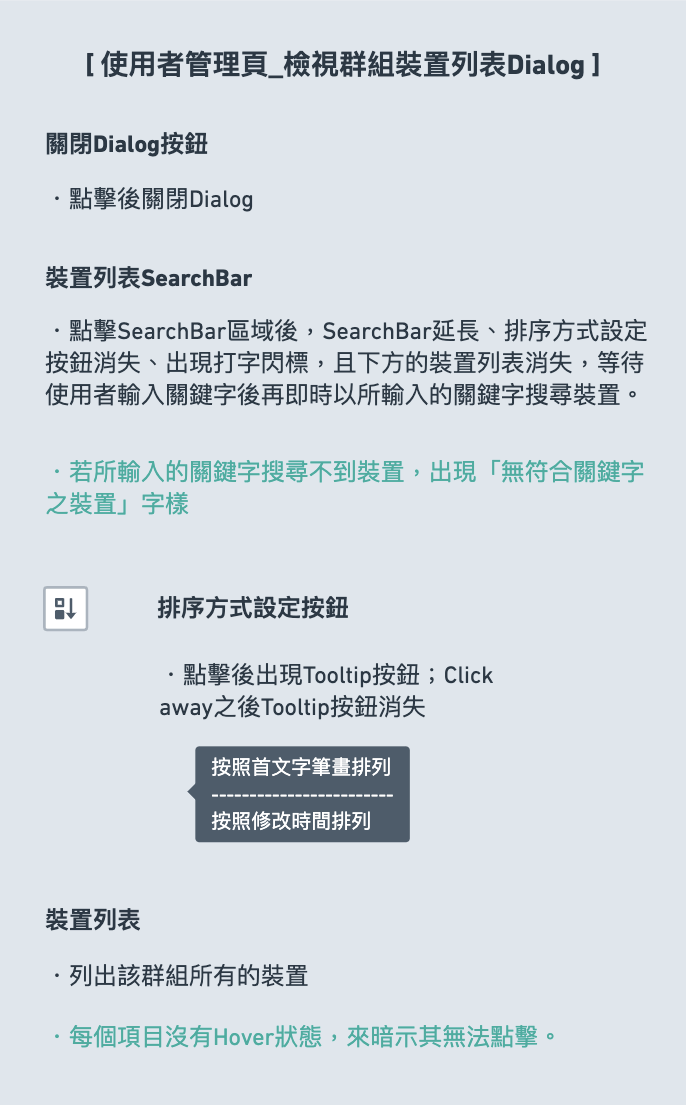 [ 使用者管理頁_檢視群組裝置列表Dialog ]
關閉Dialog按鈕
・點擊後關閉Dialog
裝置列表SearchBar
・點擊SearchBar區域後，SearchBar延長、排序方式設定
按鈕消失、出現打字閃標，且下方的裝置列表消失，等待
使用者輸入關鍵字後再即時以所輸入的關鍵字搜尋裝置。
・若所輸入的關鍵字搜尋不到裝置，出現「無符合關鍵字
之裝置」字樣
排序方式設定按鈕
・點擊後出現Tooltip按鈕；Click
away之後Tooltip按鈕消失
按照首文字筆畫排列
------------------------
按照修改時間排列
裝置列表
・列出該群組所有的裝置
・每個項目沒有Hover狀態，來暗示其無法點擊。